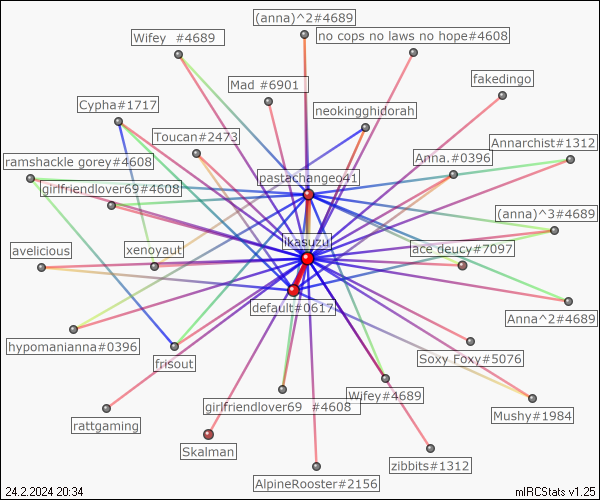 (anna)^2#4689
Wifey  #4689
no cops no laws no hope#4608
Mad #6901
fakedingo
Cypha#1717
neokingghidorah
Toucan#2473
Annarchist#1312
ramshackle gorey#4608
Anna.#0396
pastachangeo41
girlfriendlover69#4608
(anna)^3#4689
ikasuzu
avelicious
xenoyaut
ace deucy#7097
default#0617
Anna^2#4689
hypomanianna#0396
frisout
Soxy Foxy#5076
Wifey#4689
girlfriendlover69  #4608
Mushy#1984
rattgaming
Skalman
zibbits#1312
AlpineRooster#2156
24.2.2024 20:34
mIRCStats v1.25